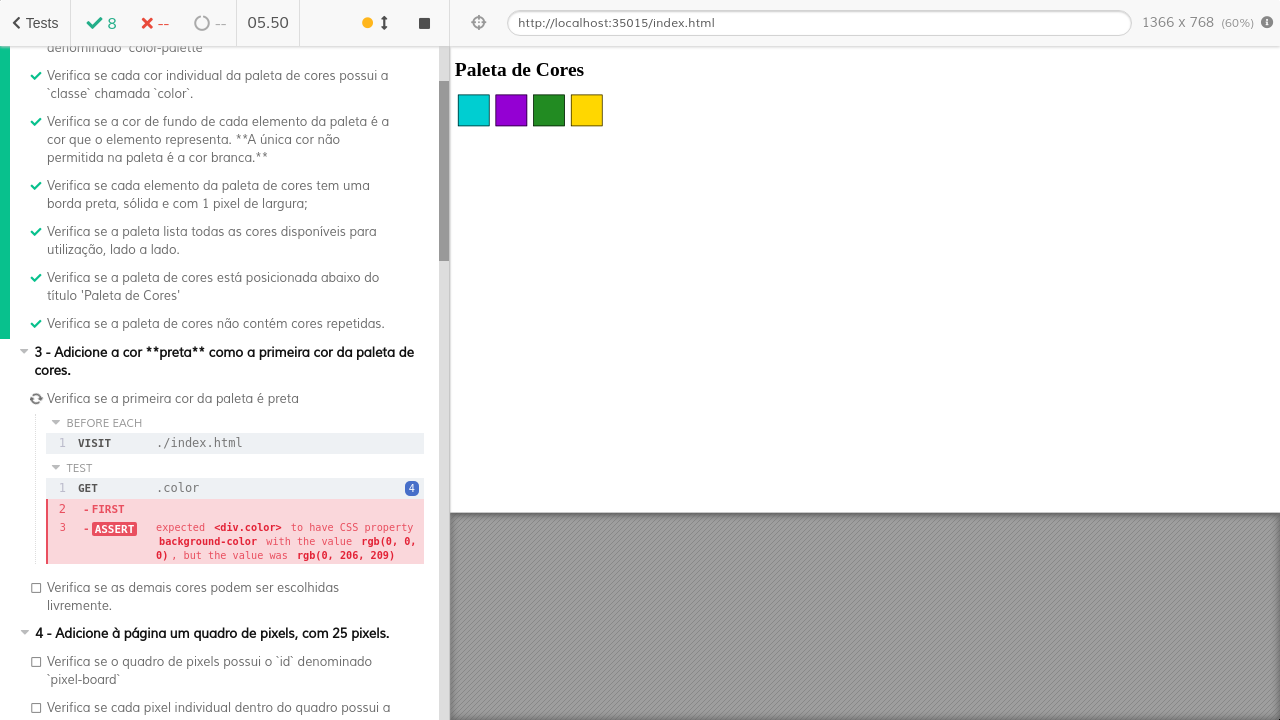 Tests
8
--
--
05.50
http://localhost:35015/index.html
1366 x 768 (60%)
denominado `color-palette`
Verifica se cada cor individual da paleta de cores possui a
`classe` chamada `color`.
Verifica se a cor de fundo de cada elemento da paleta é a
cor que o elemento representa. **A única cor não
permitida na paleta é a cor branca.**
Verifica se cada elemento da paleta de cores tem uma
borda preta, sólida e com 1 pixel de largura;
Verifica se a paleta lista todas as cores disponíveis para
utilização, lado a lado.
Verifica se a paleta de cores está posicionada abaixo do
título 'Paleta de Cores'
Verifica se a paleta de cores não contém cores repetidas.
3 - Adicione a cor **preta** como a primeira cor da paleta de
cores.
Verifica se a primeira cor da paleta é preta
BEFORE EACH
1 VISIT ./index.html
TEST
1 GET .color 4
2 - FIRST
3 - ASSERT expected <div.color> to have CSS property
background-color with the value rgb(0, 0,
0), but the value was rgb(0, 206, 209)
Verifica se as demais cores podem ser escolhidas
livremente.
4 - Adicione à página um quadro de pixels, com 25 pixels.
Verifica se o quadro de pixels possui o `id` denominado
`pixel-board`
Verifica se cada pixel individual dentro do quadro possui a
Paleta de Cores